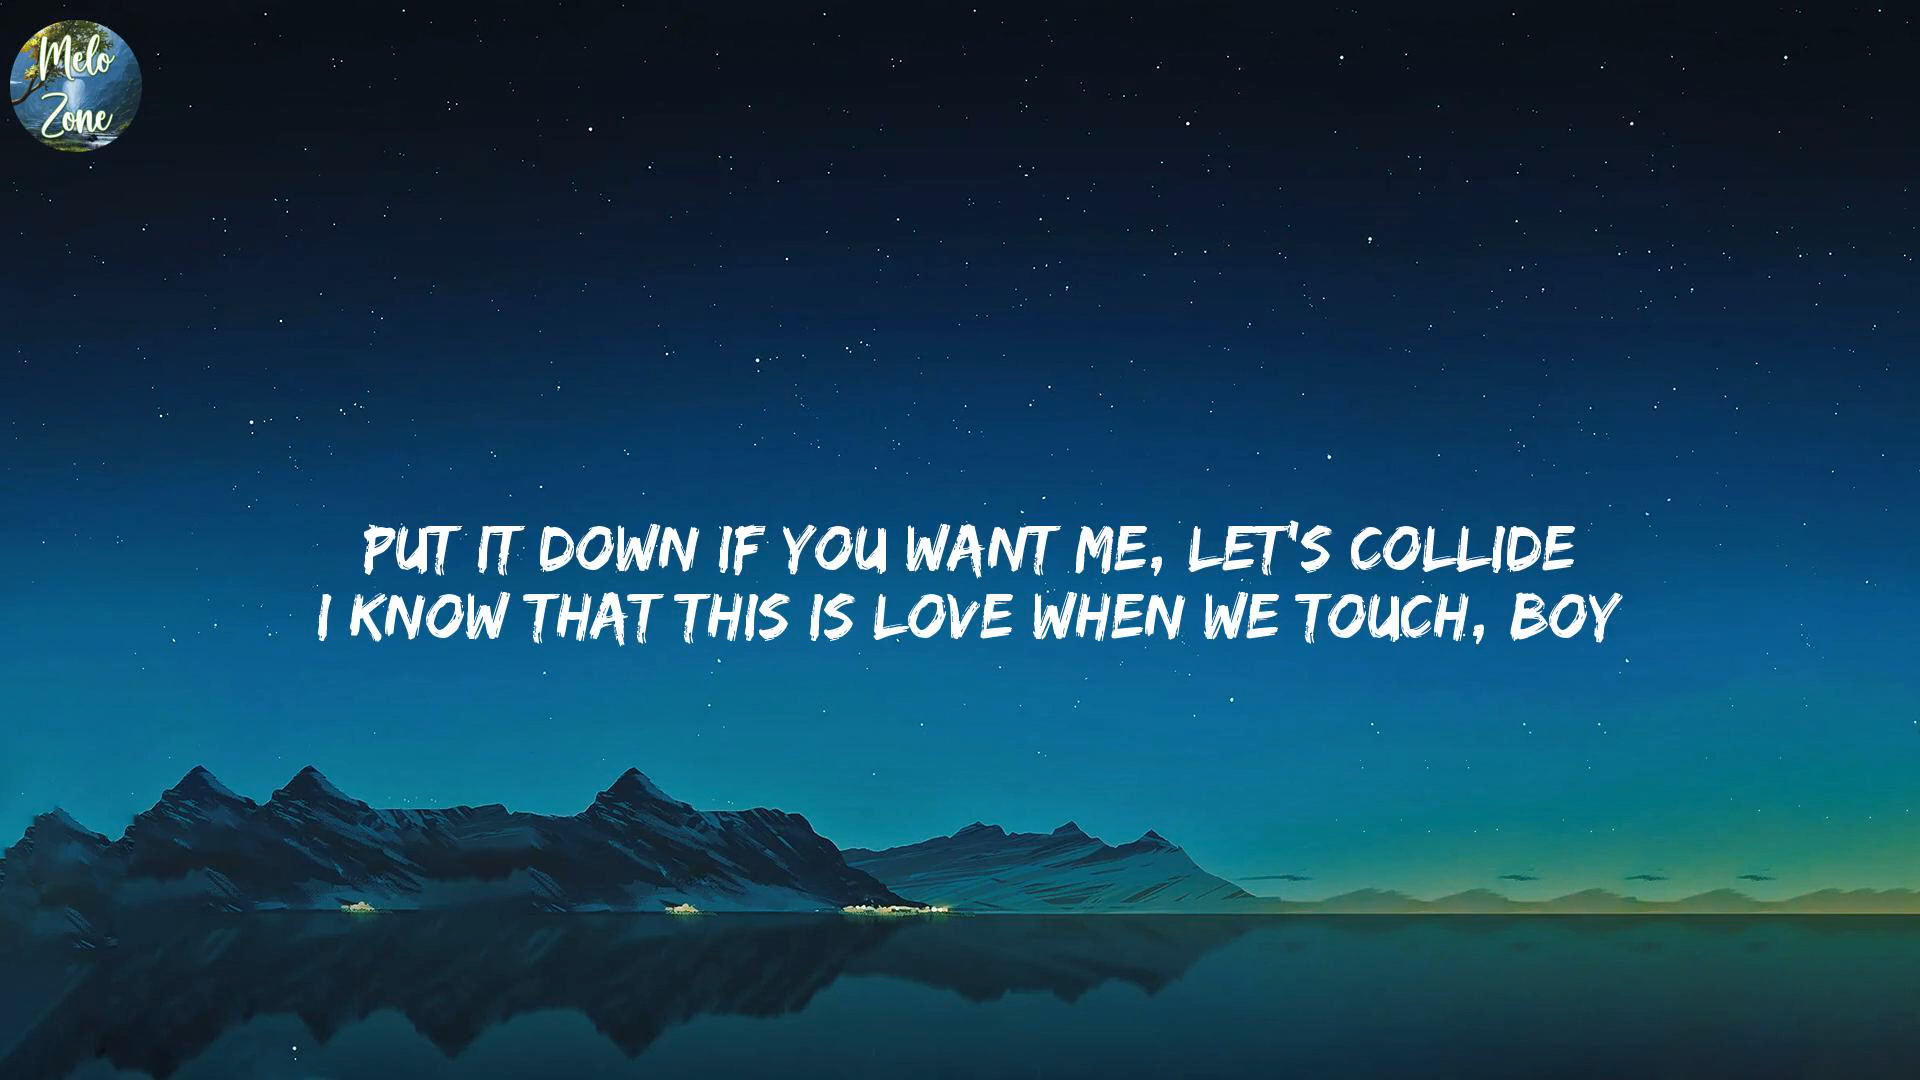 Melo
Zone
PUT IT DOWN IF YOU WANT ME, LET'S COLLIDE
I KNOW THAT THIS IS LOVE WHEN WE TOUCH, BOY